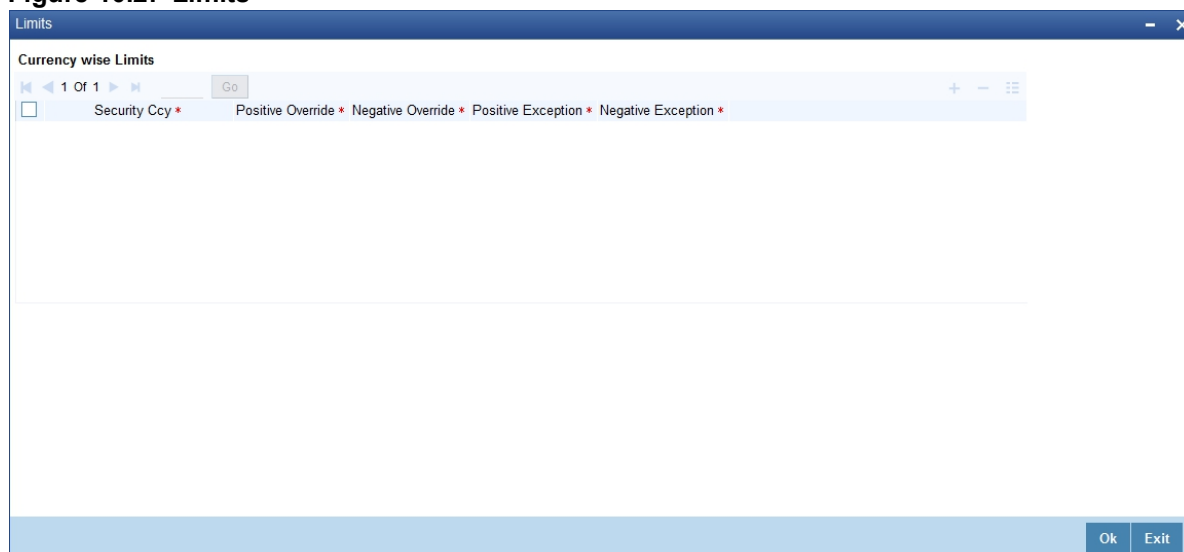 Limits
Currency wise Limits
1 Of 1 Go
Security Ccy * Positive Override * Negative Override * Positive Exception * Negative Exception *
Ok Exit